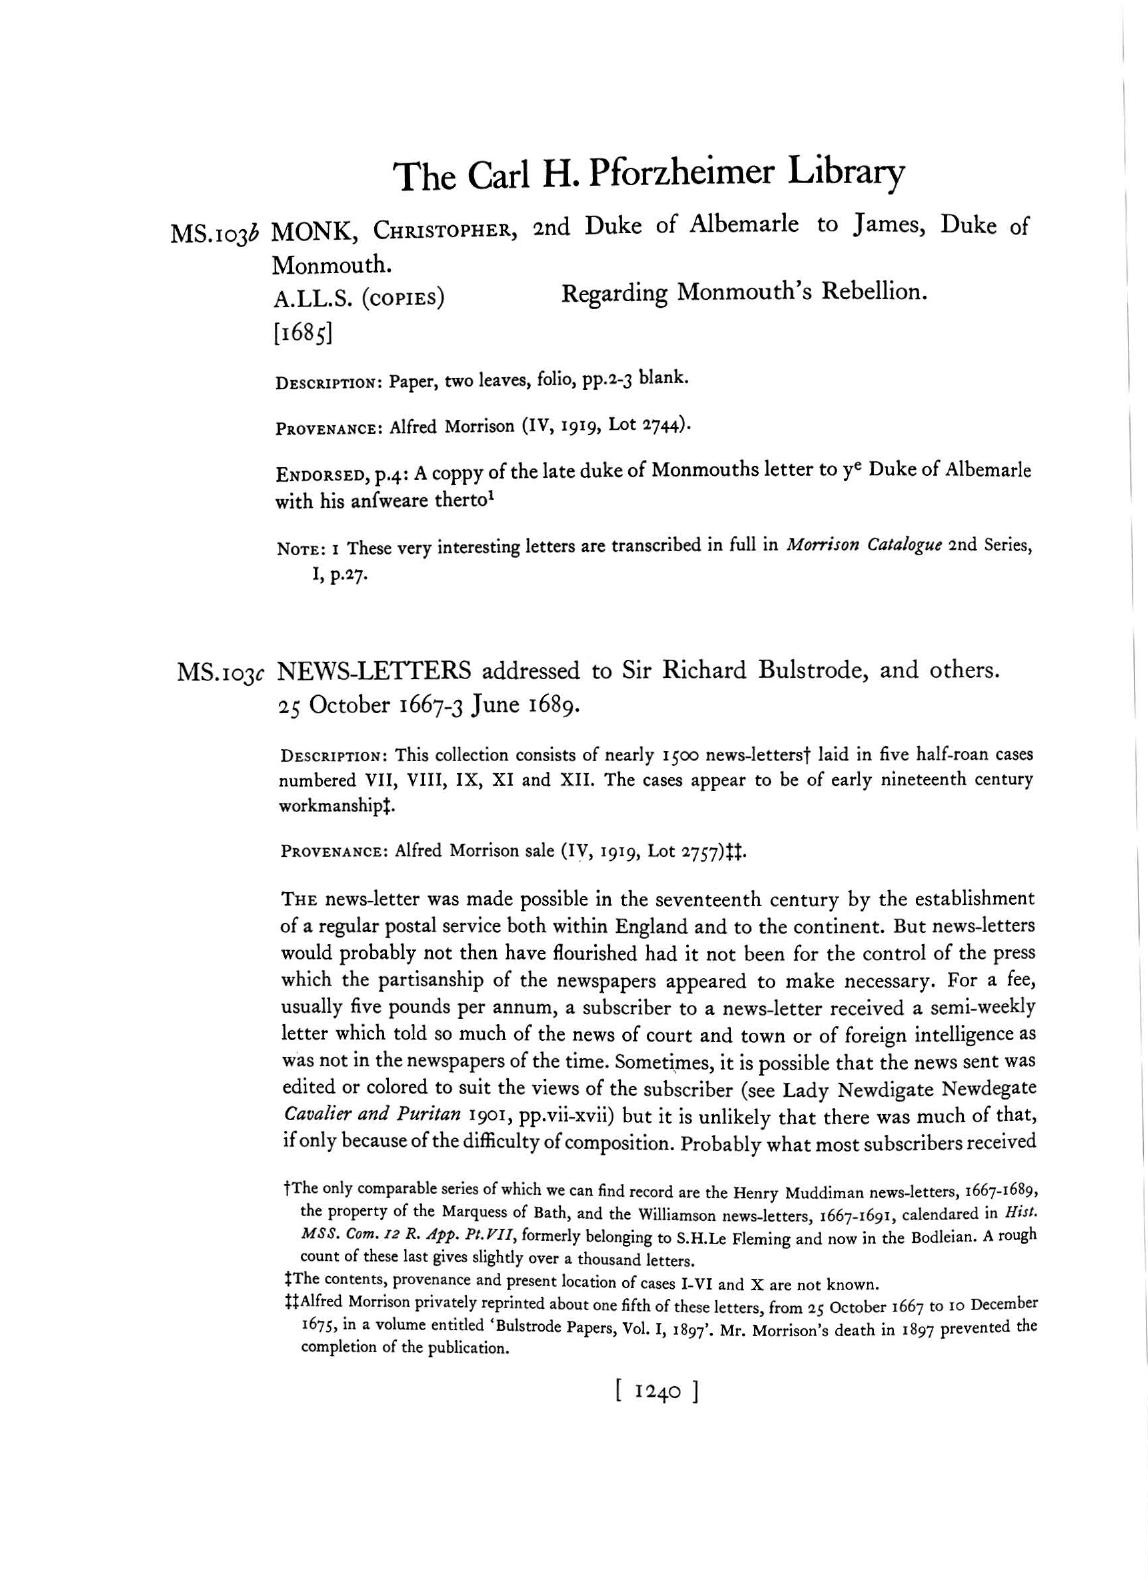 The Carl H. Pforzheimer Library
MS.103b MONK, CHRISTOPHER, 2nd Duke of Albemarle to James, Duke of
Monmouth.
A.LL.S. (COPIES) Regarding Monmouth's Rebellion.
[1685]
DESCRIPTION: Paper, two leaves, folio, pp.2-3 blank.
PROVENANCE: Alfred Morrison (IV, 1919, Lot 2744).
ENDORSED, p.4: A coppy of the late duke of Monmouths letter to yᵉ Duke of Albemarle
with his anſweare therto¹
NOTE: 1 These very interesting letters are transcribed in full in Morrison Catalogue 2nd Series,
I, p.27.
MS.103c NEWS-LETTERS addressed to Sir Richard Bulstrode, and others.
25 October 1667-3 June 1689.
DESCRIPTION: This collection consists of nearly 1500 news-letters† laid in five half-roan cases
numbered VII, VIII, IX, XI and XII. The cases appear to be of early nineteenth century
workmanship‡.
PROVENANCE: Alfred Morrison sale (IV, 1919, Lot 2757)‡‡.
THE news-letter was made possible in the seventeenth century by the establishment
of a regular postal service both within England and to the continent. But news-letters
would probably not then have flourished had it not been for the control of the press
which the partisanship of the newspapers appeared to make necessary. For a fee,
usually five pounds per annum, a subscriber to a news-letter received a semi-weekly
letter which told so much of the news of court and town or of foreign intelligence as
was not in the newspapers of the time. Sometimes, it is possible that the news sent was
edited or colored to suit the views of the subscriber (see Lady Newdigate Newdegate
Cavalier and Puritan 1901, pp.vii-xvii) but it is unlikely that there was much of that,
if only because of the difficulty of composition. Probably what most subscribers received
†The only comparable series of which we can find record are the Henry Muddiman news-letters, 1667-1689,
the property of the Marquess of Bath, and the Williamson news-letters, 1667-1691, calendared in Hist.
MSS. Com. 12 R. App. Pt.VII, formerly belonging to S.H.Le Fleming and now in the Bodleian. A rough
count of these last gives slightly over a thousand letters.
‡The contents, provenance and present location of cases I-VI and X are not known.
‡‡Alfred Morrison privately reprinted about one fifth of these letters, from 25 October 1667 to 10 December
1675, in a volume entitled 'Bulstrode Papers, Vol. I, 1897'. Mr. Morrison's death in 1897 prevented the
completion of the publication.
[ 1240 ]